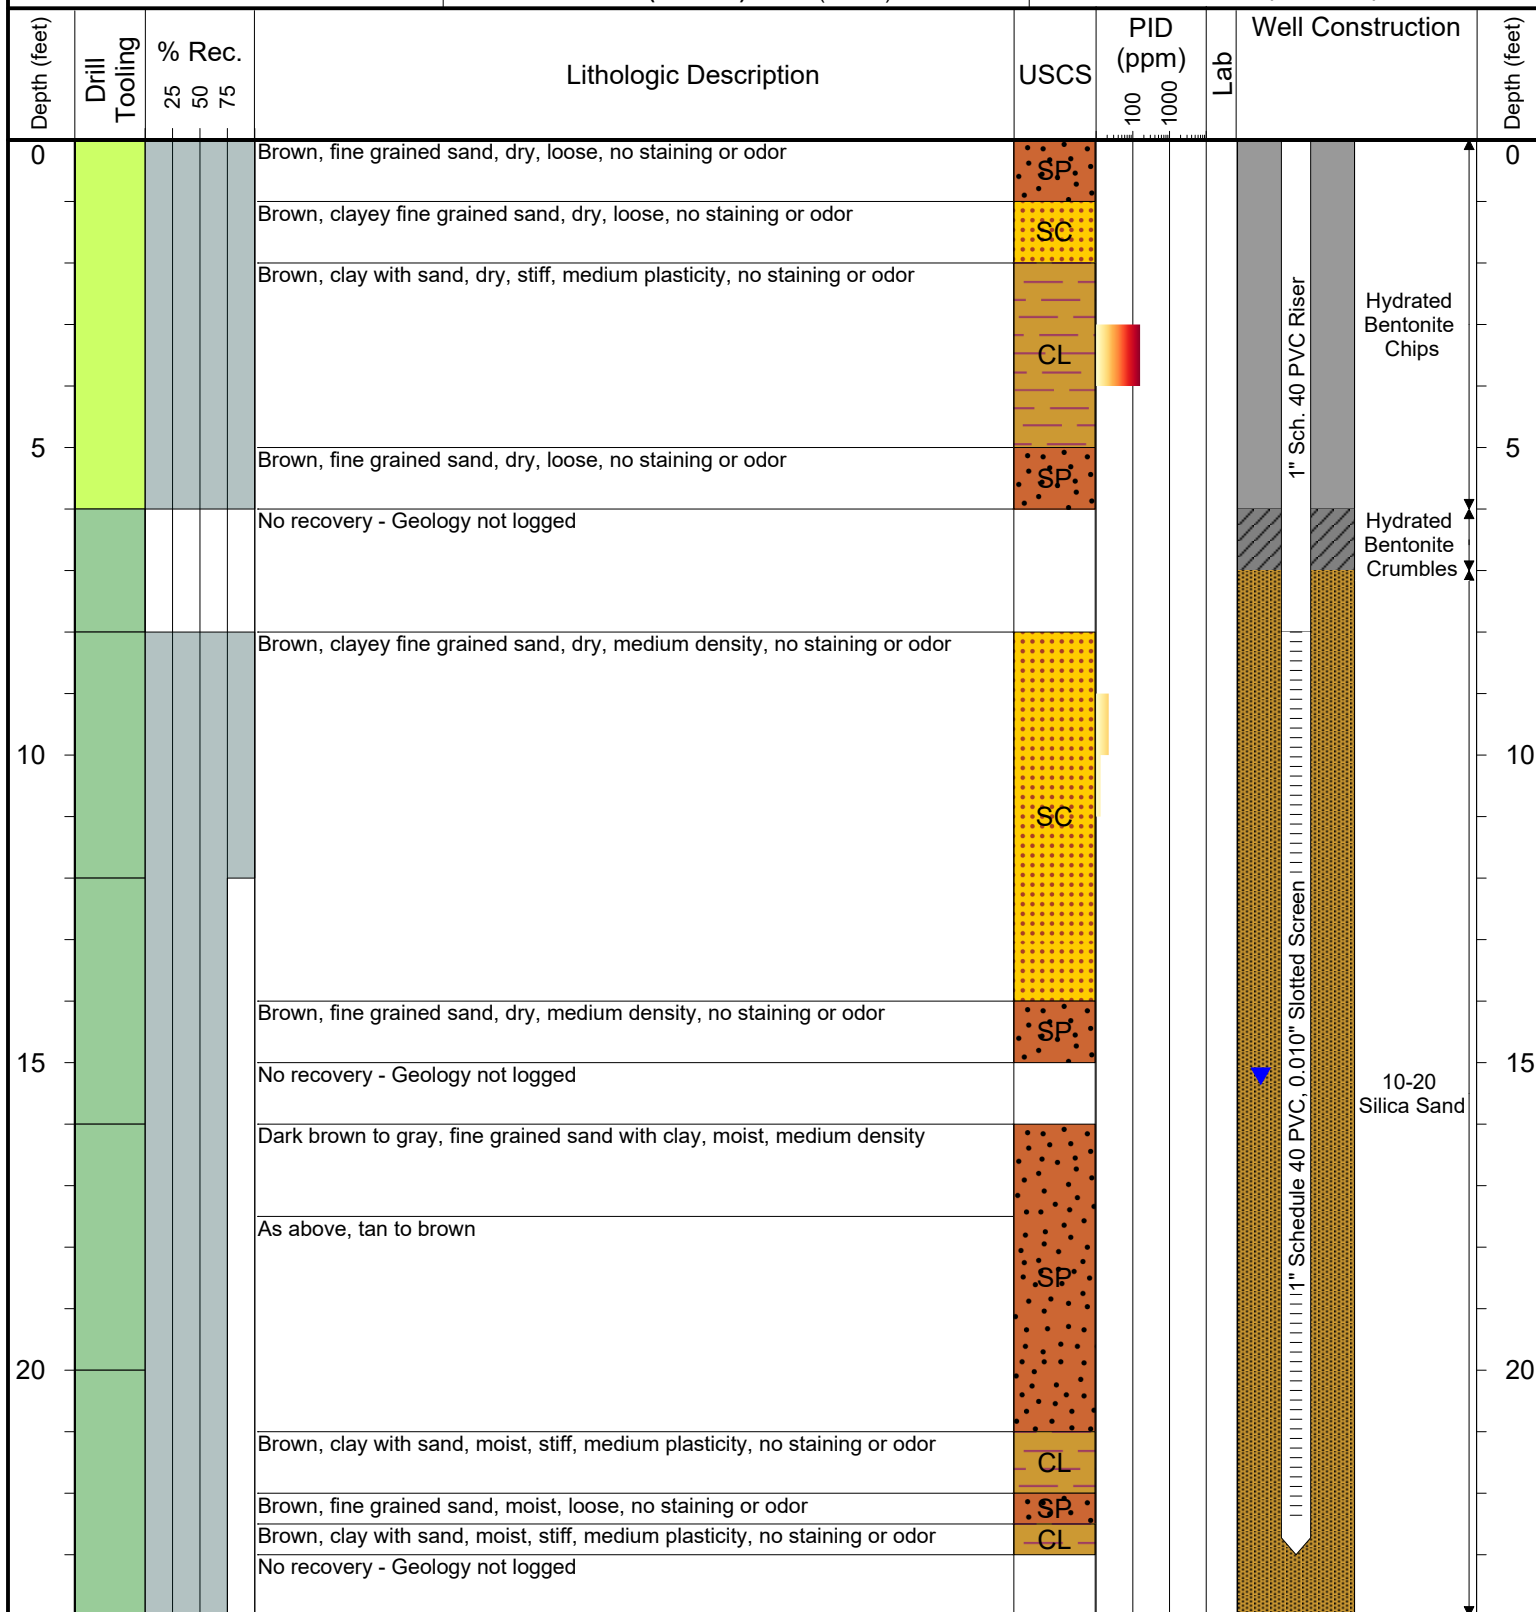 Depth (feet)
Drill
Tooling
% Rec.
25
50
75
Lithologic Description
USCS
PID
(ppm)
100
1000
Lab
Well Construction
Depth (feet)
0
Brown, fine grained sand, dry, loose, no staining or odor
SP
0
Brown, clayey fine grained sand, dry, loose, no staining or odor
SC
Brown, clay with sand, dry, stiff, medium plasticity, no staining or odor
CL
1" Sch. 40 PVC Riser
Hydrated
Bentonite
Chips
5
Brown, fine grained sand, dry, loose, no staining or odor
SP
5
No recovery - Geology not logged
Hydrated
Bentonite
Crumbles
Brown, clayey fine grained sand, dry, medium density, no staining or odor
10
SC
10
Brown, fine grained sand, dry, medium density, no staining or odor
SP
1" Schedule 40 PVC, 0.010" Slotted Screen
15
No recovery - Geology not logged
10-20
Silica Sand
15
Dark brown to gray, fine grained sand with clay, moist, medium density
As above, tan to brown
SP
20
20
Brown, clay with sand, moist, stiff, medium plasticity, no staining or odor
CL
Brown, fine grained sand, moist, loose, no staining or odor
SP
Brown, clay with sand, moist, stiff, medium plasticity, no staining or odor
CL
No recovery - Geology not logged